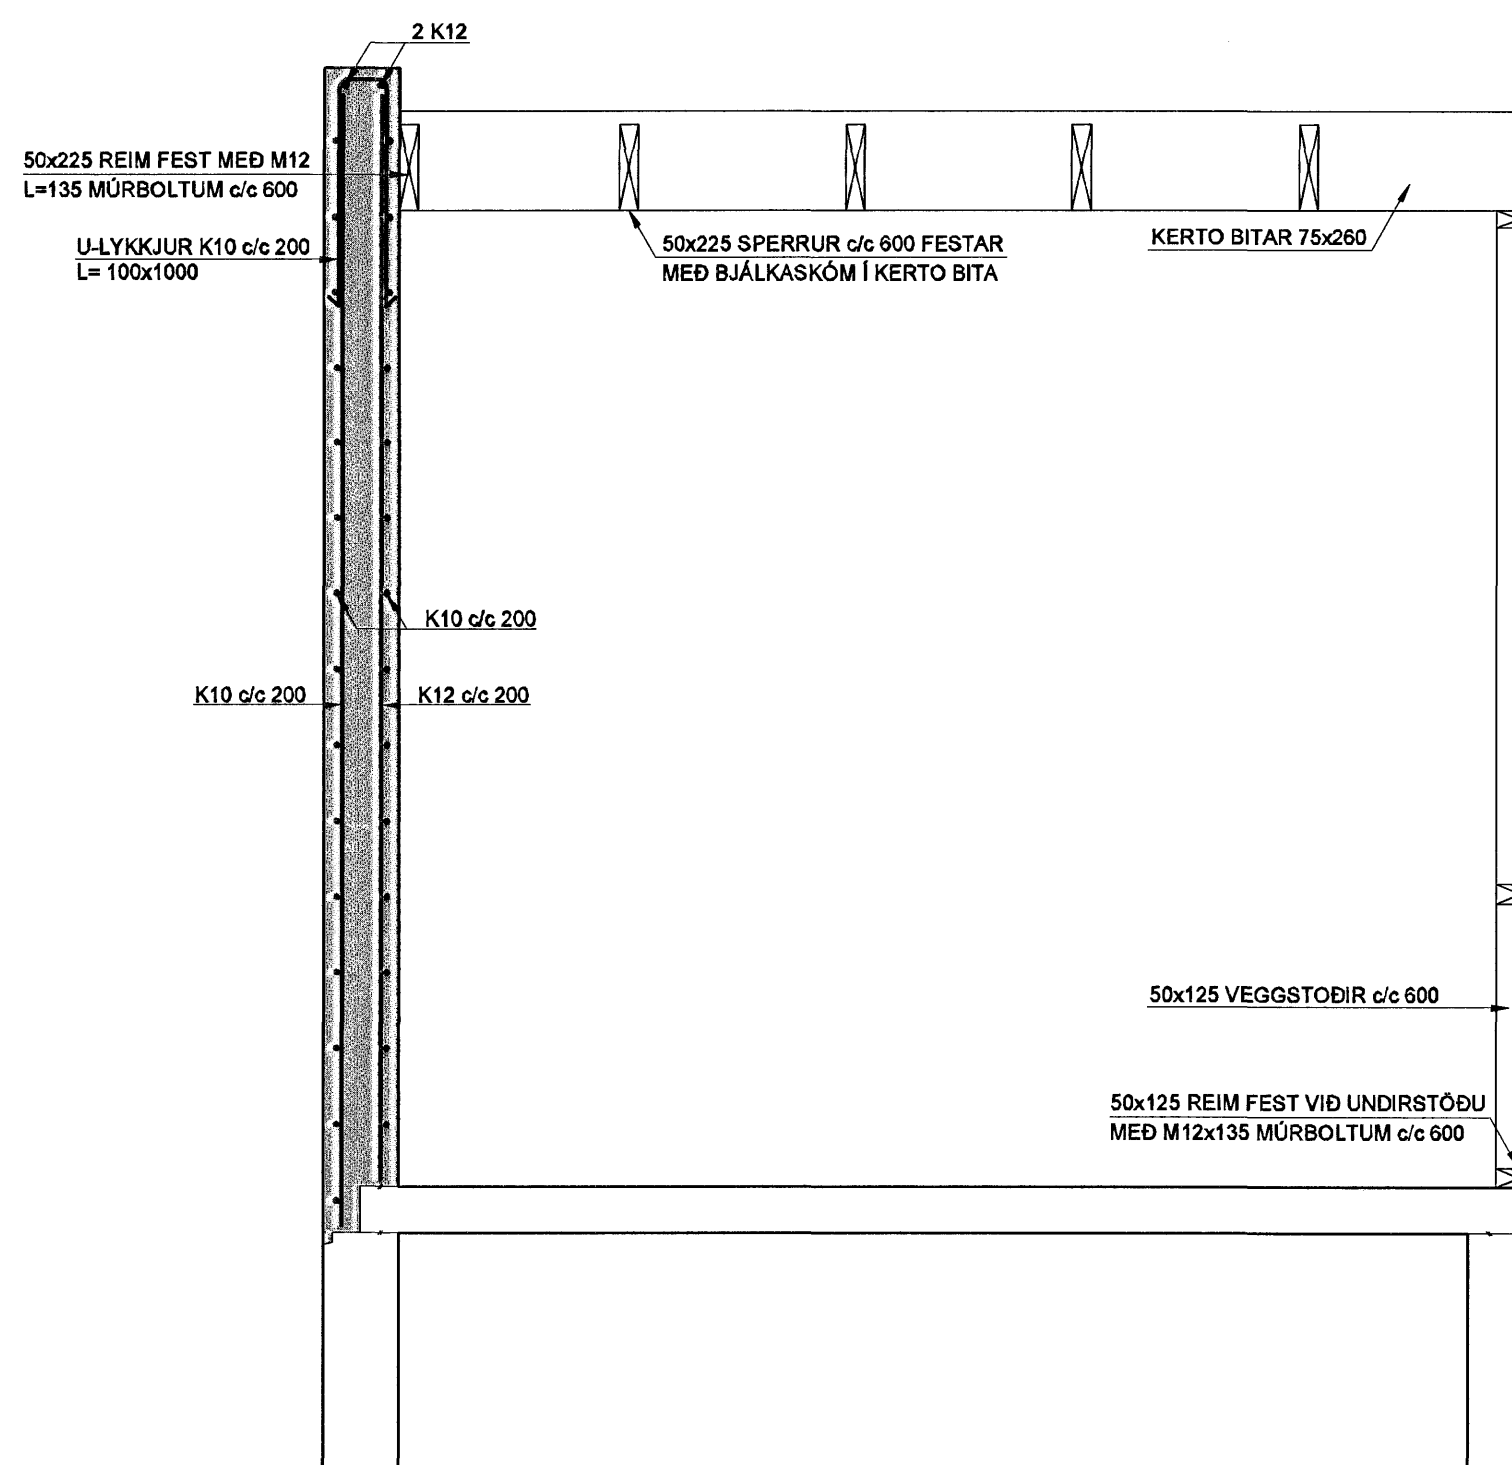 2 K12
50x225 REIM FEST MEÐ M12
L=135 MÚRBOLTUM c/c 600
U-LYKKJUR K10 c/c 200
L= 100x1000
50x225 SPERRUR c/c 600 FESTAR
MEÐ BJÁLKASKÓM Í KERTO BITA
KERTO BITAR 75x260
K10 c/c 200
K10 c/c 200
K12 c/c 200
50x125 VEGGSTOÐIR c/c 600
50x125 REIM FEST VIÐ UNDIRSTÖÐU
MEÐ M12x135 MÚRBOLTUM c/c 600